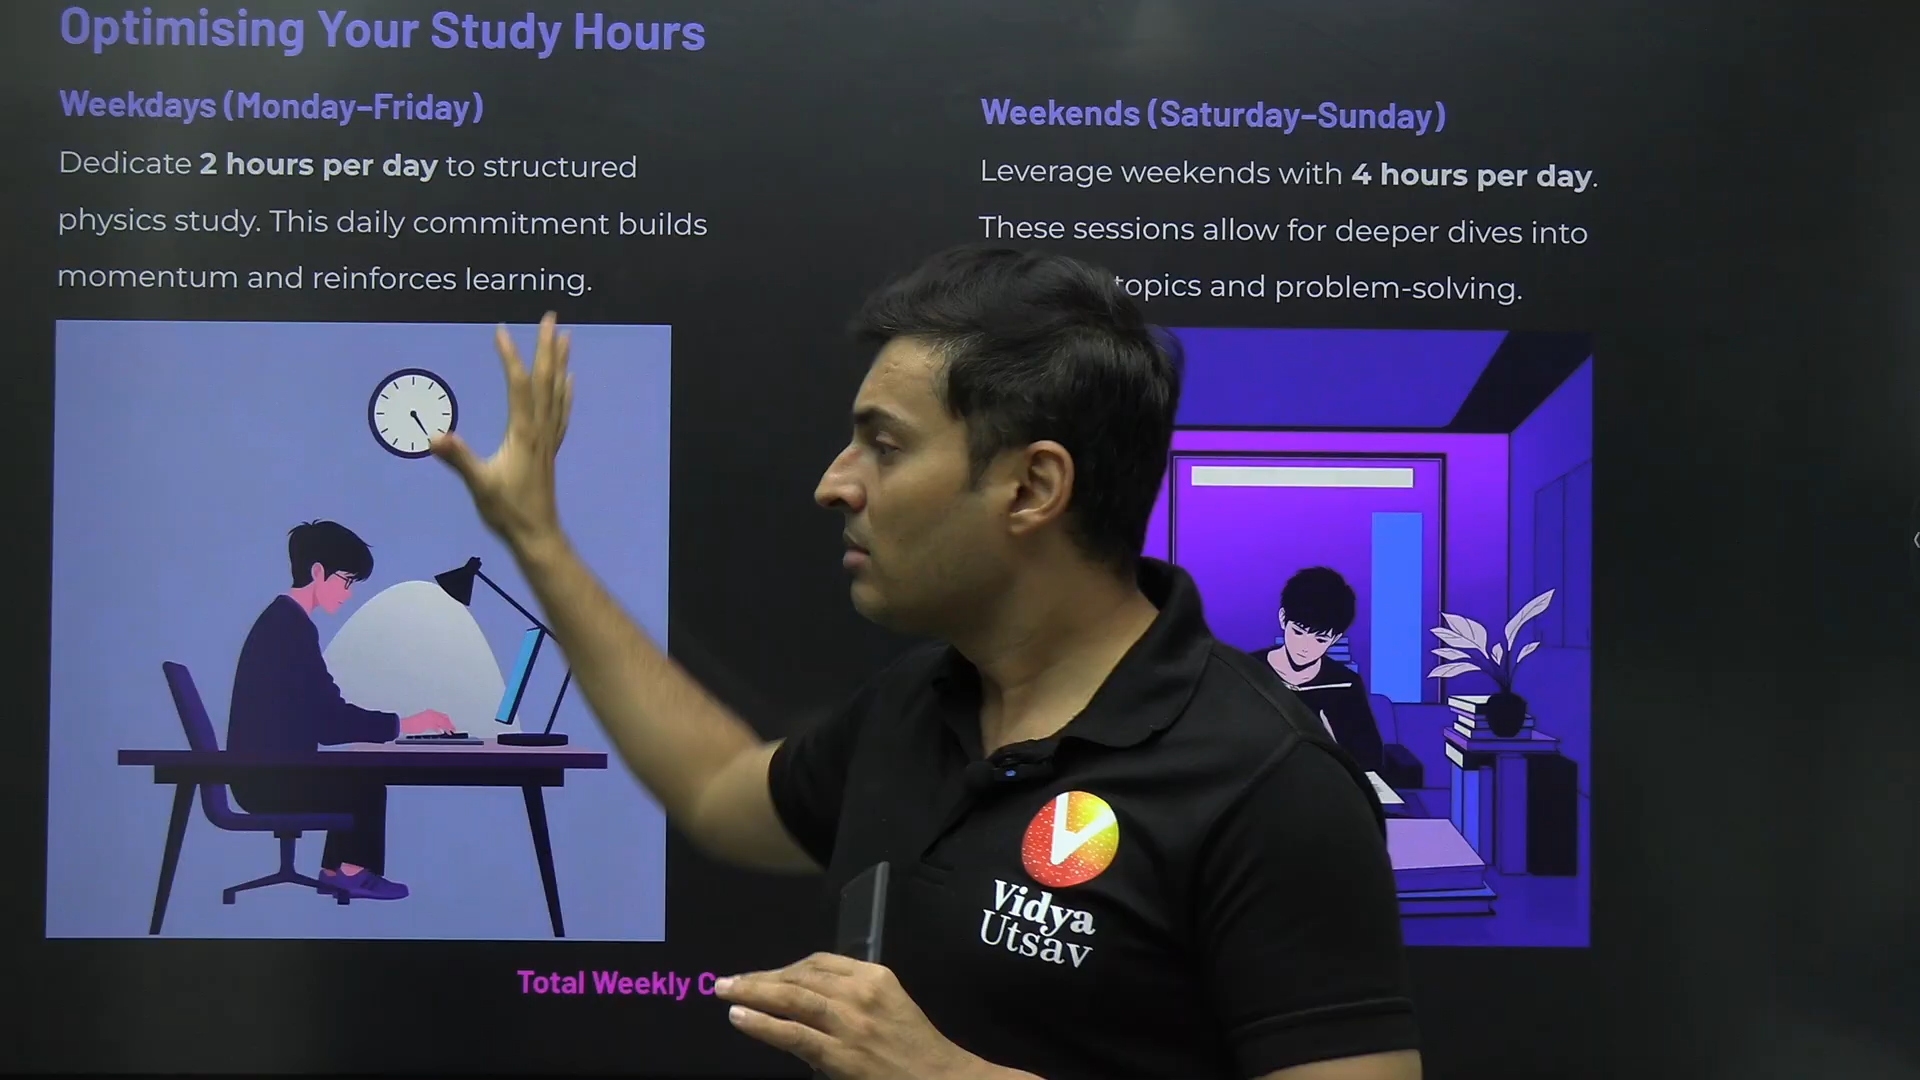 Optimising Your Study Hours
Weekdays (Monday–Friday)
Dedicate 2 hours per day to structured
physics study. This daily commitment builds
momentum and reinforces learning.
Weekends (Saturday–Sunday)
Leverage weekends with 4 hours per day.
These sessions allow for deeper dives into
topics and problem-solving.
Total Weekly
Vidya
Utsav